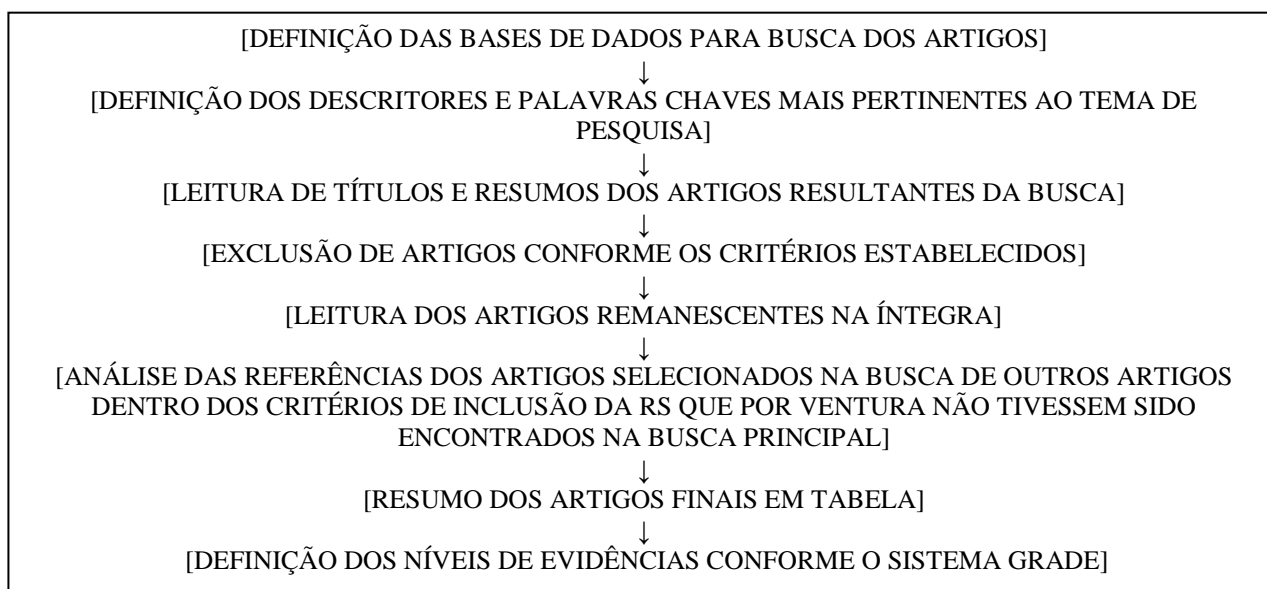 [DEFINIÇÃO DAS BASES DE DADOS PARA BUSCA DOS ARTIGOS]
↓
[DEFINIÇÃO DOS DESCRITORES E PALAVRAS CHAVES MAIS PERTINENTES AO TEMA DE
PESQUISA]
↓
[LEITURA DE TÍTULOS E RESUMOS DOS ARTIGOS RESULTANTES DA BUSCA]
↓
[EXCLUSÃO DE ARTIGOS CONFORME OS CRITÉRIOS ESTABELECIDOS]
↓
[LEITURA DOS ARTIGOS REMANESCENTES NA ÍNTEGRA]
↓
[ANÁLISE DAS REFERÊNCIAS DOS ARTIGOS SELECIONADOS NA BUSCA DE OUTROS ARTIGOS
DENTRO DOS CRITÉRIOS DE INCLUSÃO DA RS QUE POR VENTURA NÃO TIVESSEM SIDO
ENCONTRADOS NA BUSCA PRINCIPAL]
↓
[RESUMO DOS ARTIGOS FINAIS EM TABELA]
↓
[DEFINIÇÃO DOS NÍVEIS DE EVIDÊNCIAS CONFORME O SISTEMA GRADE]